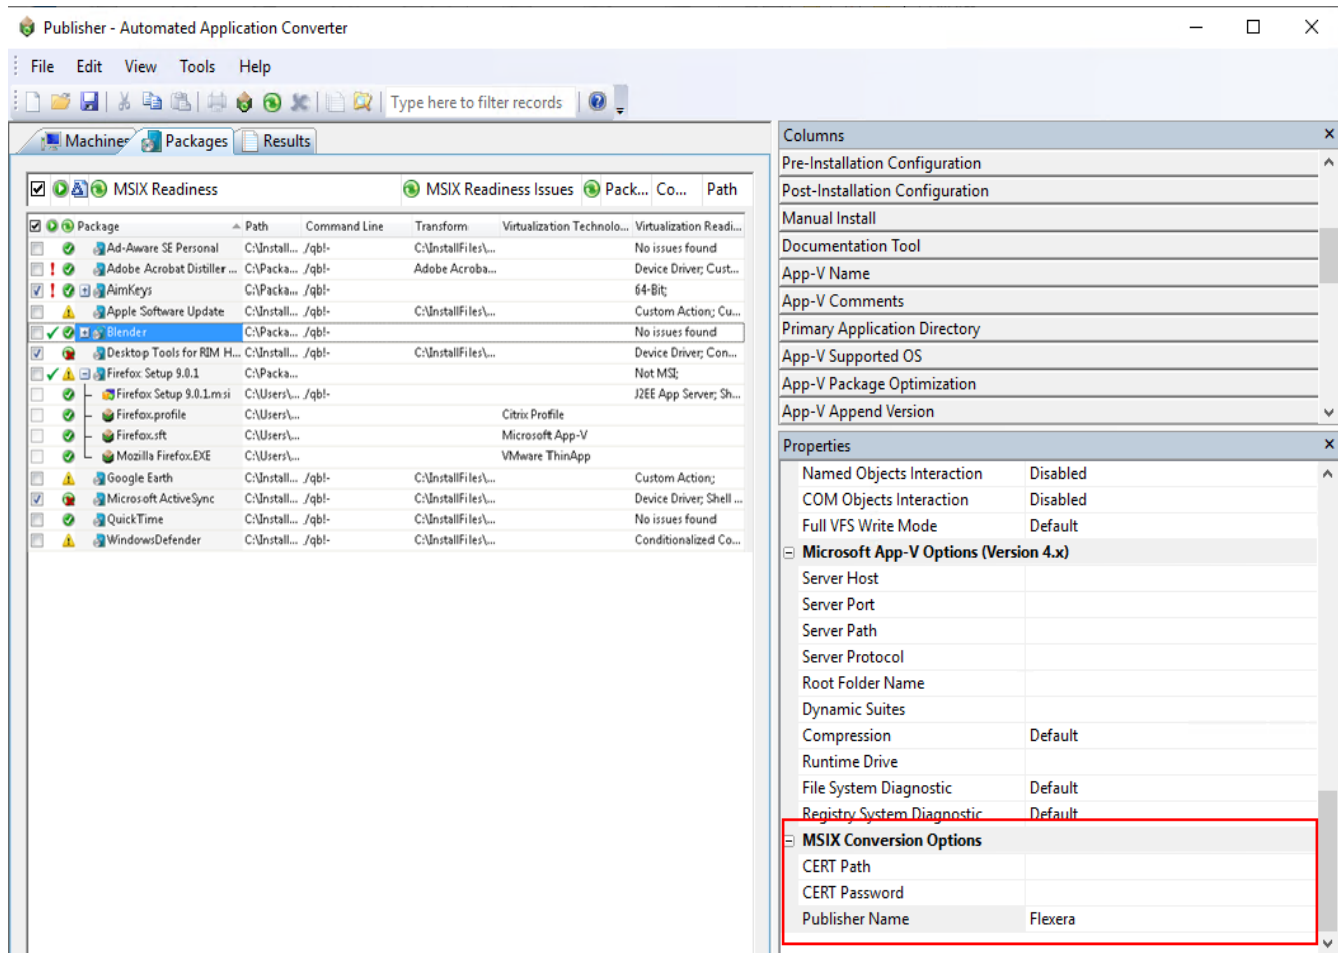 Publisher - Automated Application Converter
File Edit View Tools Help
Type here to filter records
Machines Packages Results
MSIX Readiness MSIX Readiness Issues Pack... Co... Path
Package Path Command Line Transform Virtualization Technolo... Virtualization Readi...
Ad-Aware SE Personal C:\Install... /qb!- C:\InstallFiles\... No issues found
Adobe Acrobat Distiller ... C:\Packa... /qb!- Adobe Acroba... Device Driver; Cust...
AimKeys C:\Packa... /qb!- 64-Bit;
Apple Software Update C:\Install... /qb!- C:\InstallFiles\... Custom Action; Cu...
Blender C:\Packa... /qb!- No issues found
Desktop Tools for RIM H... C:\Install... /qb!- C:\InstallFiles\... Device Driver; Con...
Firefox Setup 9.0.1 C:\Packa... Not MSI;
Firefox Setup 9.0.1.msi C:\Users\... /qb!- J2EE App Server; Sh...
Firefox.profile C:\Users\... Citrix Profile
Firefox.sft C:\Users\... Microsoft App-V
Mozilla Firefox.EXE C:\Users\... VMware ThinApp
Google Earth C:\Install... /qb!- C:\InstallFiles\... Custom Action;
Microsoft ActiveSync C:\Install... /qb!- C:\InstallFiles\... Device Driver; Shell ...
QuickTime C:\Install... /qb!- C:\InstallFiles\... No issues found
WindowsDefender C:\Install... /qb!- C:\InstallFiles\... Conditionalized Co...
Columns
Pre-Installation Configuration
Post-Installation Configuration
Manual Install
Documentation Tool
App-V Name
App-V Comments
Primary Application Directory
App-V Supported OS
App-V Package Optimization
App-V Append Version
Properties
Named Objects Interaction Disabled
COM Objects Interaction Disabled
Full VFS Write Mode Default
Microsoft App-V Options (Version 4.x)
Server Host
Server Port
Server Path
Server Protocol
Root Folder Name
Dynamic Suites
Compression Default
Runtime Drive
File System Diagnostic Default
Registry System Diagnostic Default
MSIX Conversion Options
CERT Path
CERT Password
Publisher Name Flexera